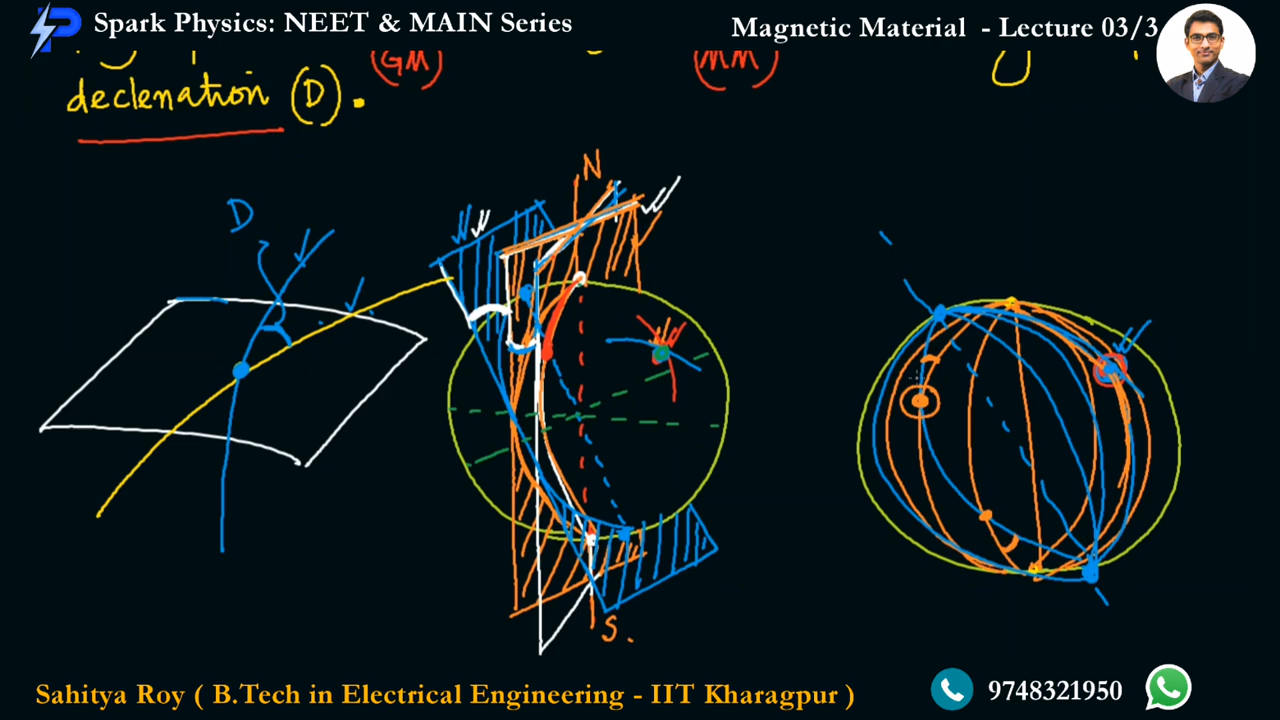 Spark Physics: NEET & MAIN Series
Magnetic Material - Lecture 03/3
(GM)
(MM)
declenation (D).
N
D
S.
Sahitya Roy ( B.Tech in Electrical Engineering - IIT Kharagpur )
9748321950